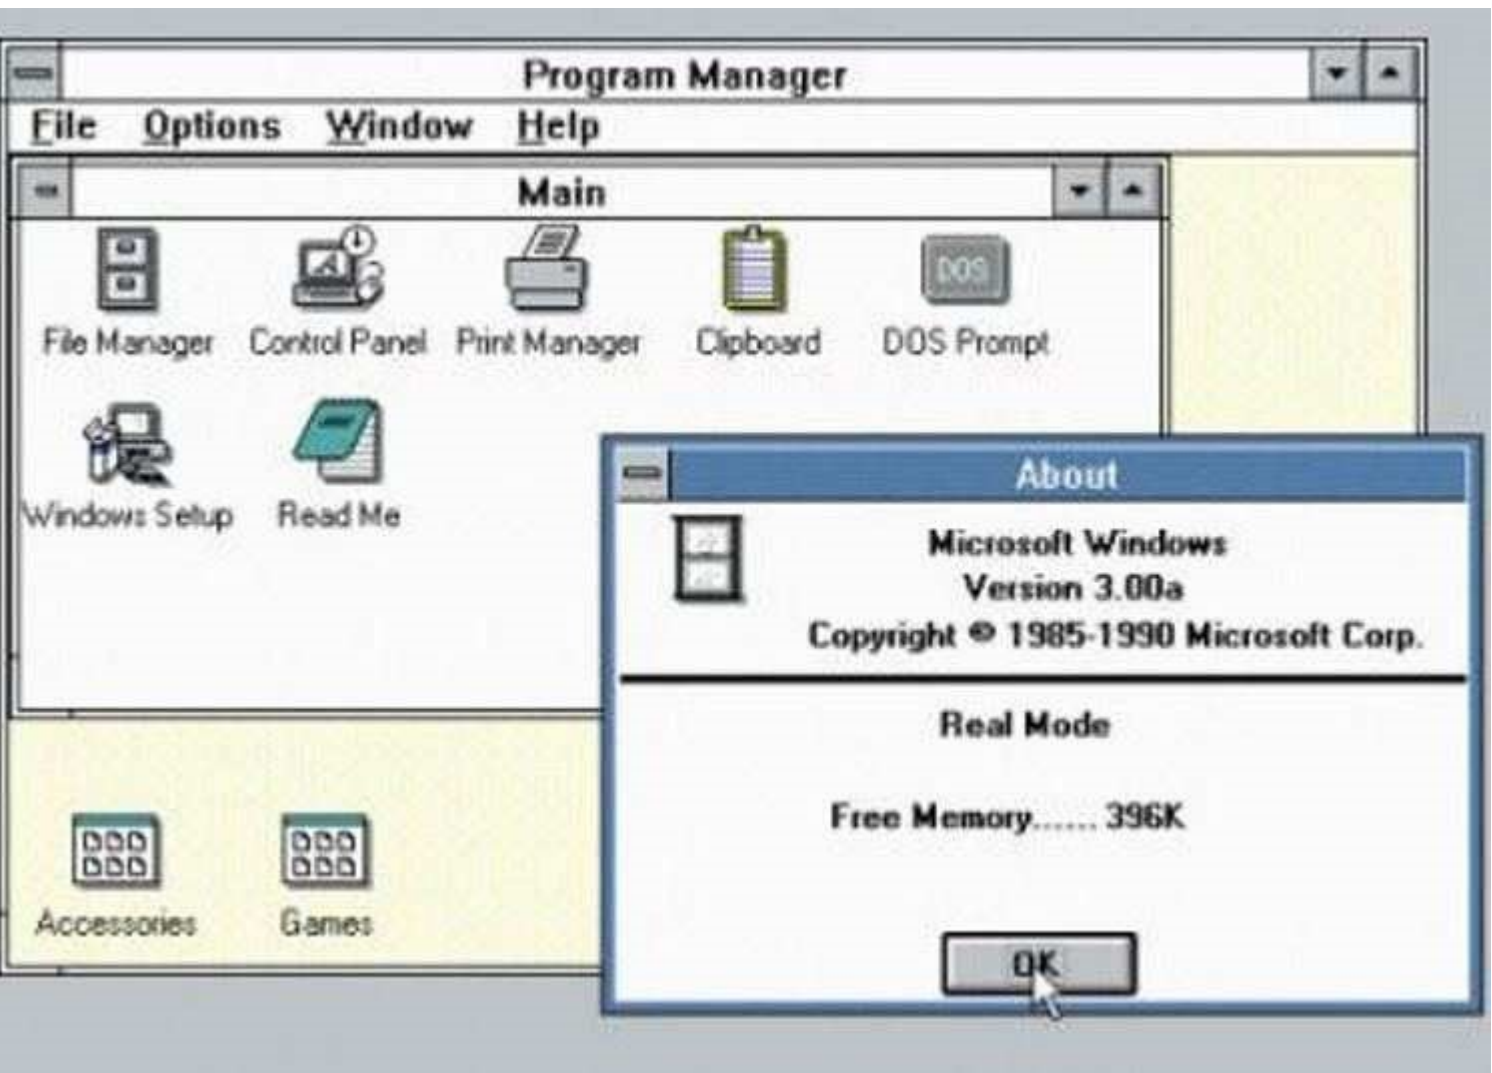 Program Manager
File Options Window Help
Main
File Manager Control Panel Print Manager Clipboard DOS Prompt
DOS
Windows Setup Read Me
About
Microsoft Windows
Version 3.00a
Copyright © 1985-1990 Microsoft Corp.
Real Mode
Free Memory...... 396K
Accessories Games
OK